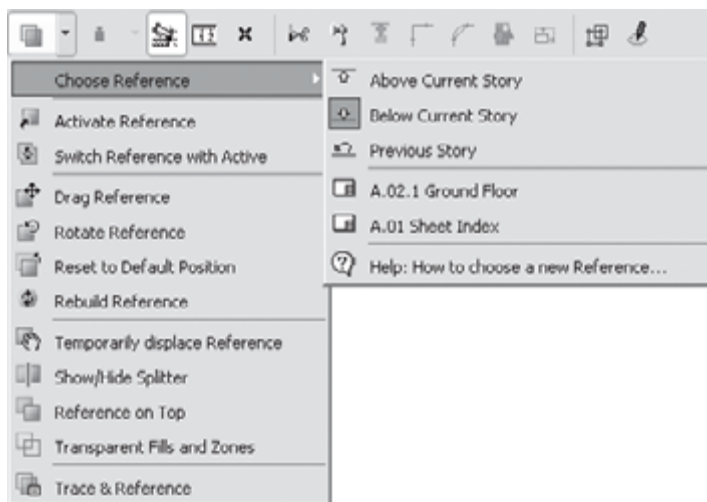 Choose Reference
Activate Reference
Switch Reference with Active
Drag Reference
Rotate Reference
Reset to Default Position
Rebuild Reference
Temporarily displace Reference
Show/Hide Splitter
Reference on Top
Transparent Fills and Zones
Trace & Reference
Above Current Story
Below Current Story
Previous Story
A.02.1 Ground Floor
A.01 Sheet Index
Help: How to choose a new Reference...